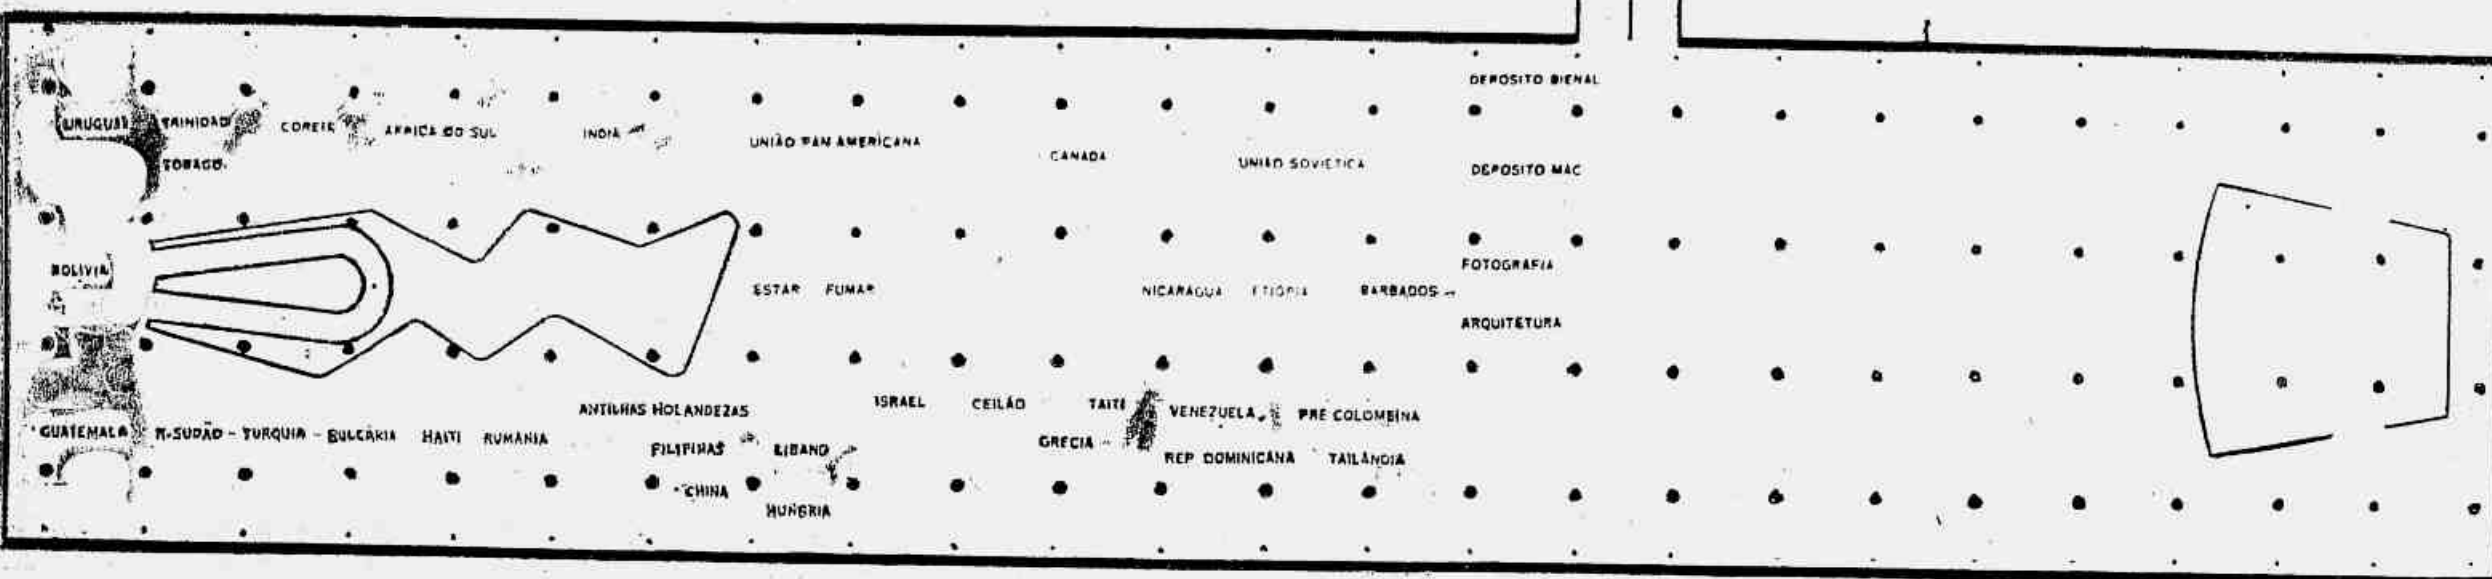 DEPOSITO BIENAL
URUGUAI TRINIDAD COREIA AFRICA DO SUL INDIA UNIÃO PAN AMERICANA
TOBAGO CANADA UNIÃO SOVIETICA DEPOSITO MAC
BOLIVIA ESTAR FUMAR NICARAGUA ETIOPIA BARBADOS FOTOGRAFIA
ARQUITETURA
ANTILHAS HOLANDEZAS ISRAEL CEILÃO TAITI VENEZUELA PRE COLOMBINA
GUATEMALA R.SUDÃO - TURQUIA - BULGARIA HAITI RUMANIA FILIPINAS LIBANO GRECIA REP DOMINICANA TAILANDIA
CHINA
HUNGRIA